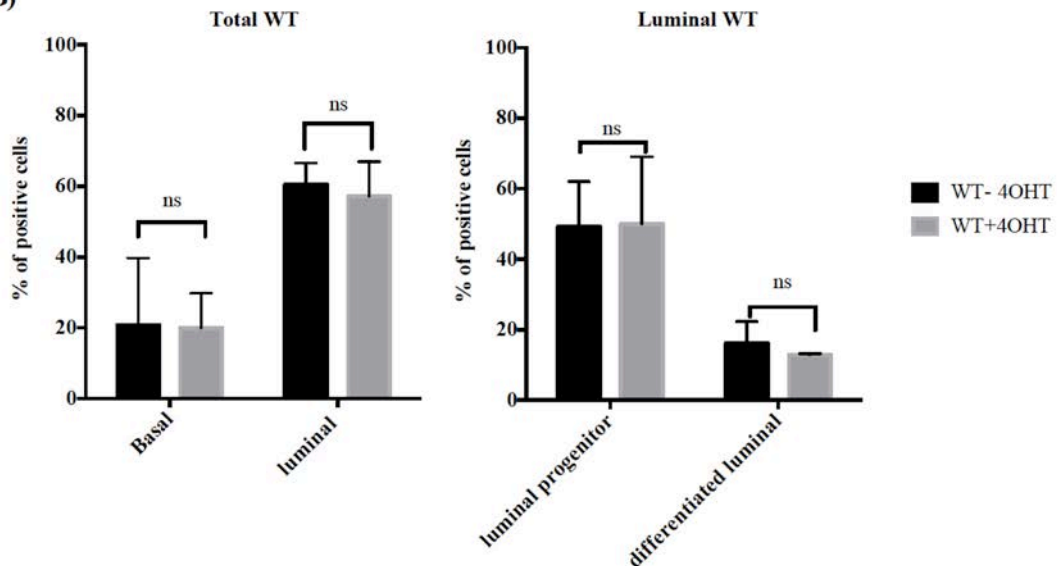 Total WT
% of positive cells
100
80
60
40
20
0
ns
ns
Basal
luminal
Luminal WT
% of positive cells
100
80
60
40
20
0
ns
ns
luminal progenitor
differentiated luminal
WT- 4OHT
WT+4OHT